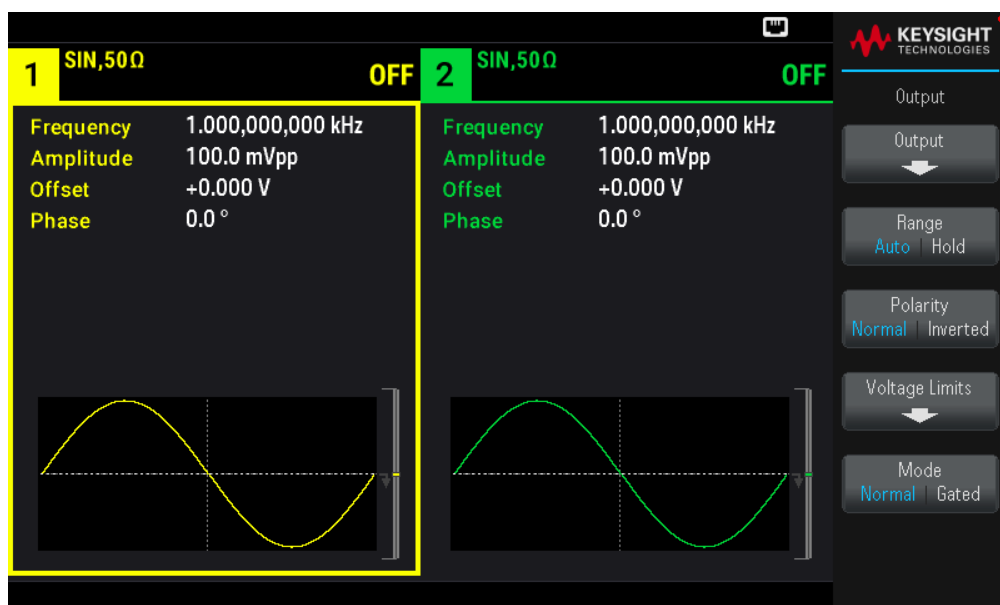 KEYSIGHT
TECHNOLOGIES
1 SIN,50Ω OFF
2 SIN,50Ω OFF
Frequency 1.000,000,000 kHz
Amplitude 100.0 mVpp
Offset +0.000 V
Phase 0.0 °
Frequency 1.000,000,000 kHz
Amplitude 100.0 mVpp
Offset +0.000 V
Phase 0.0 °
Output
Output
Range
Auto | Hold
Polarity
Normal | Inverted
Voltage Limits
Mode
Normal | Gated